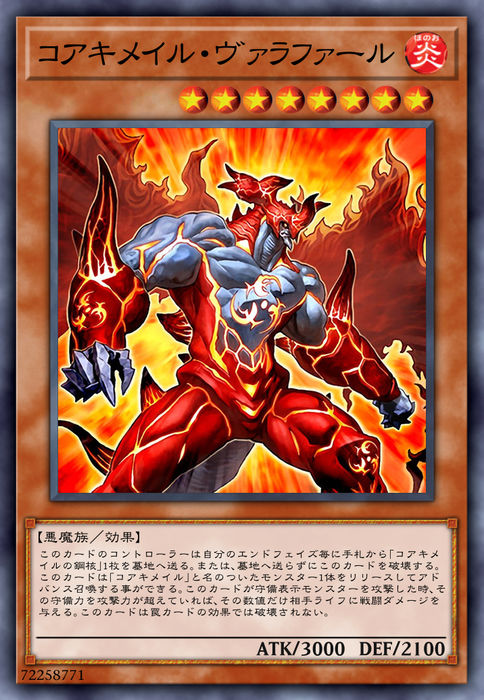 コアキメイル・ヴァラファール
ほのお
炎
【悪魔族／効果】
このカードのコントローラーは自分のエンドフェイズ毎に手札から「コアキメ
イルの鋼核」1枚を墓地へ送る。または、墓地へ送らずにこのカードを破壊する。
このカードは「コアキメイル」と名のついたモンスター1体をリリースしてアド
バンス召喚する事ができる。このカードが守備表示モンスターを攻撃した時、そ
の守備力を攻撃力が超えていれば、その数値だけ相手ライフに戦闘ダメージを
与える。このカードは罠カードの効果では破壊されない。
ATK/3000 DEF/2100
72258771